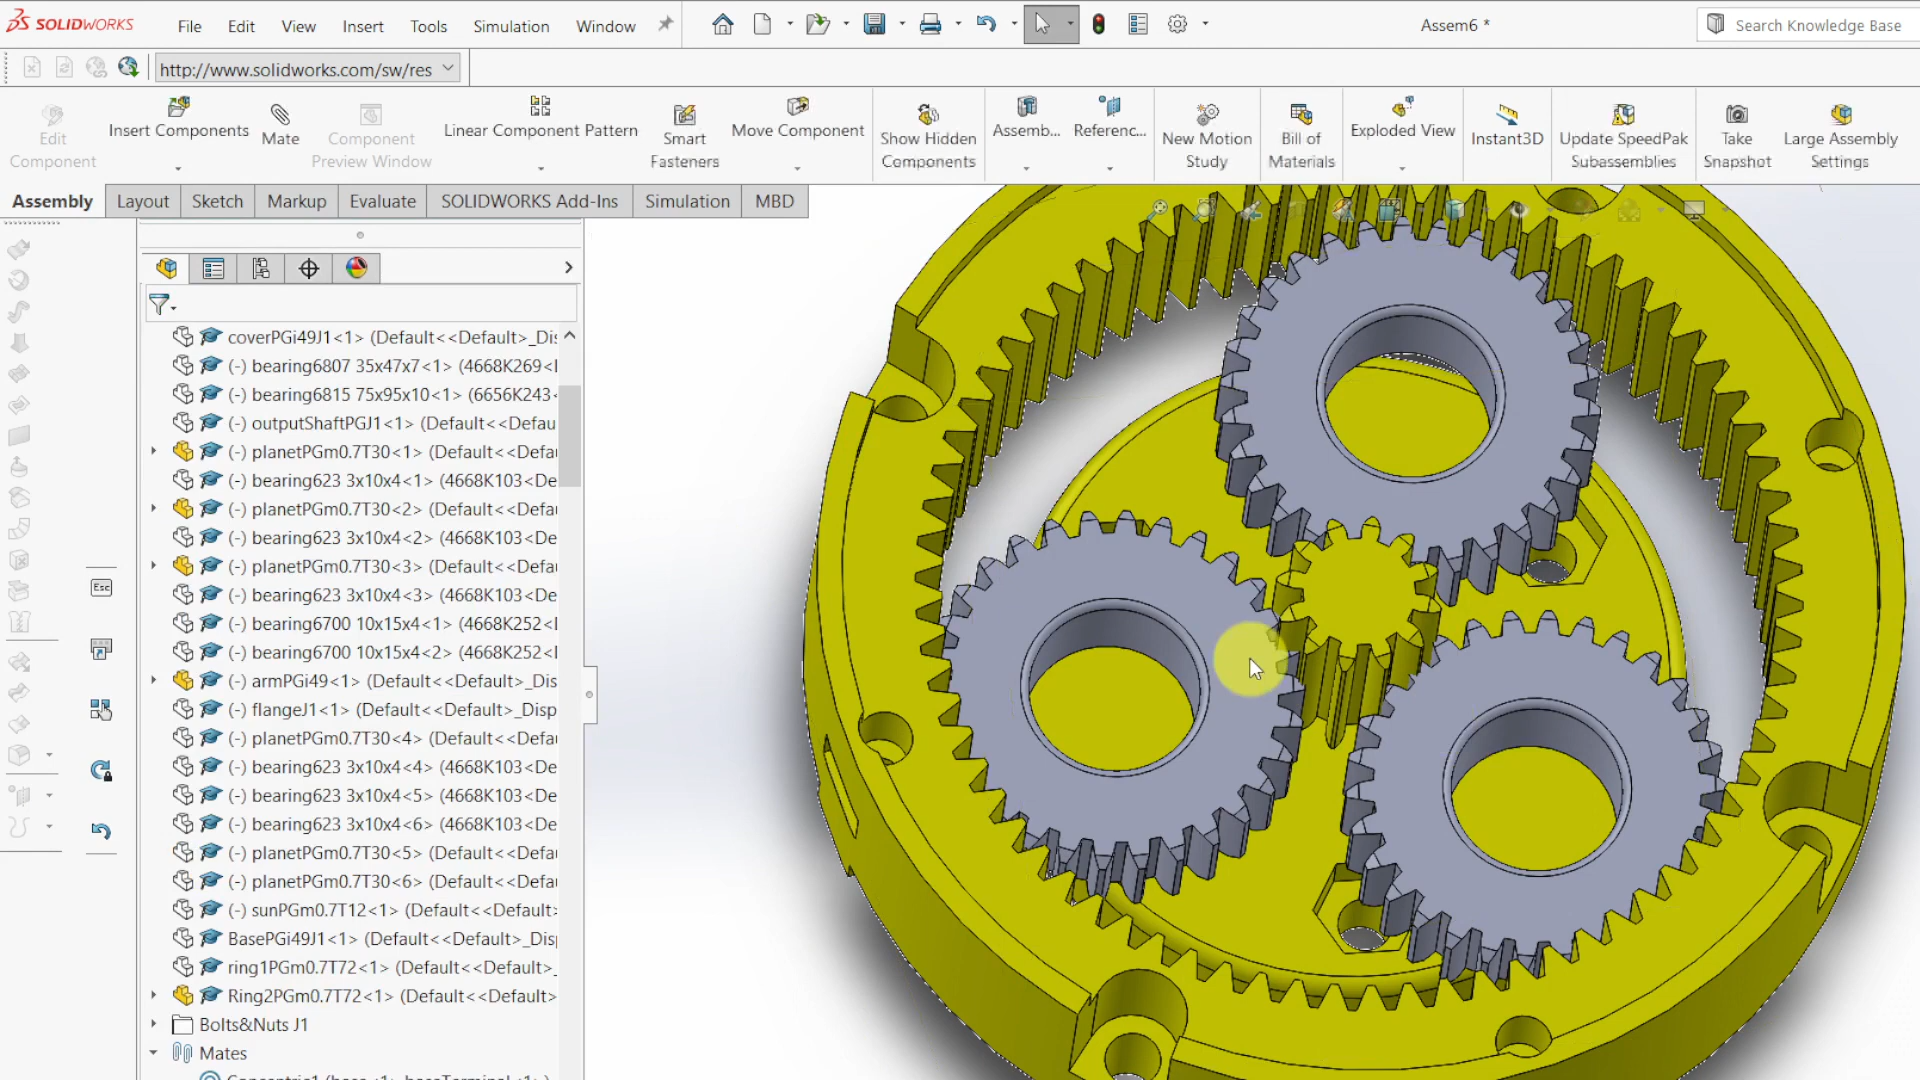 SOLIDWORKS File Edit View Insert Tools Simulation Window Assem6 * Search Knowledge Base
http://www.solidworks.com/sw/res
Edit Component
Insert Components
Mate
Component Preview Window
Linear Component Pattern
Smart Fasteners
Move Component
Show Hidden Components
Assemb...
Referenc...
New Motion Study
Bill of Materials
Exploded View
Instant3D
Update SpeedPak Subassemblies
Take Snapshot
Large Assembly Settings
Assembly Layout Sketch Markup Evaluate SOLIDWORKS Add-Ins Simulation MBD
coverPGi49J1<1> (Default<<Default>_Dis
(-) bearing6807 35x47x7<1> (4668K269<
(-) bearing6815 75x95x10<1> (6656K243<
(-) outputShaftPGJ1<1> (Default<<Defau
(-) planetPGm0.7T30<1> (Default<<Defa
(-) bearing623 3x10x4<1> (4668K103<De
(-) planetPGm0.7T30<2> (Default<<Defa
(-) bearing623 3x10x4<2> (4668K103<De
(-) planetPGm0.7T30<3> (Default<<Defa
(-) bearing623 3x10x4<3> (4668K103<De
(-) bearing6700 10x15x4<1> (4668K252<
(-) bearing6700 10x15x4<2> (4668K252<
(-) armPGi49<1> (Default<<Default>_Dis
(-) flangeJ1<1> (Default<<Default>_Disp
(-) planetPGm0.7T30<4> (Default<<Defa
(-) bearing623 3x10x4<4> (4668K103<De
(-) bearing623 3x10x4<5> (4668K103<De
(-) bearing623 3x10x4<6> (4668K103<De
(-) planetPGm0.7T30<5> (Default<<Defa
(-) planetPGm0.7T30<6> (Default<<Defa
(-) sunPGm0.7T12<1> (Default<<Default>
BasePGi49J1<1> (Default<<Default>_Disp
ring1PGm0.7T72<1> (Default<<Default>_
Ring2PGm0.7T72<1> (Default<<Default>
Bolts&Nuts J1
Mates
Esc